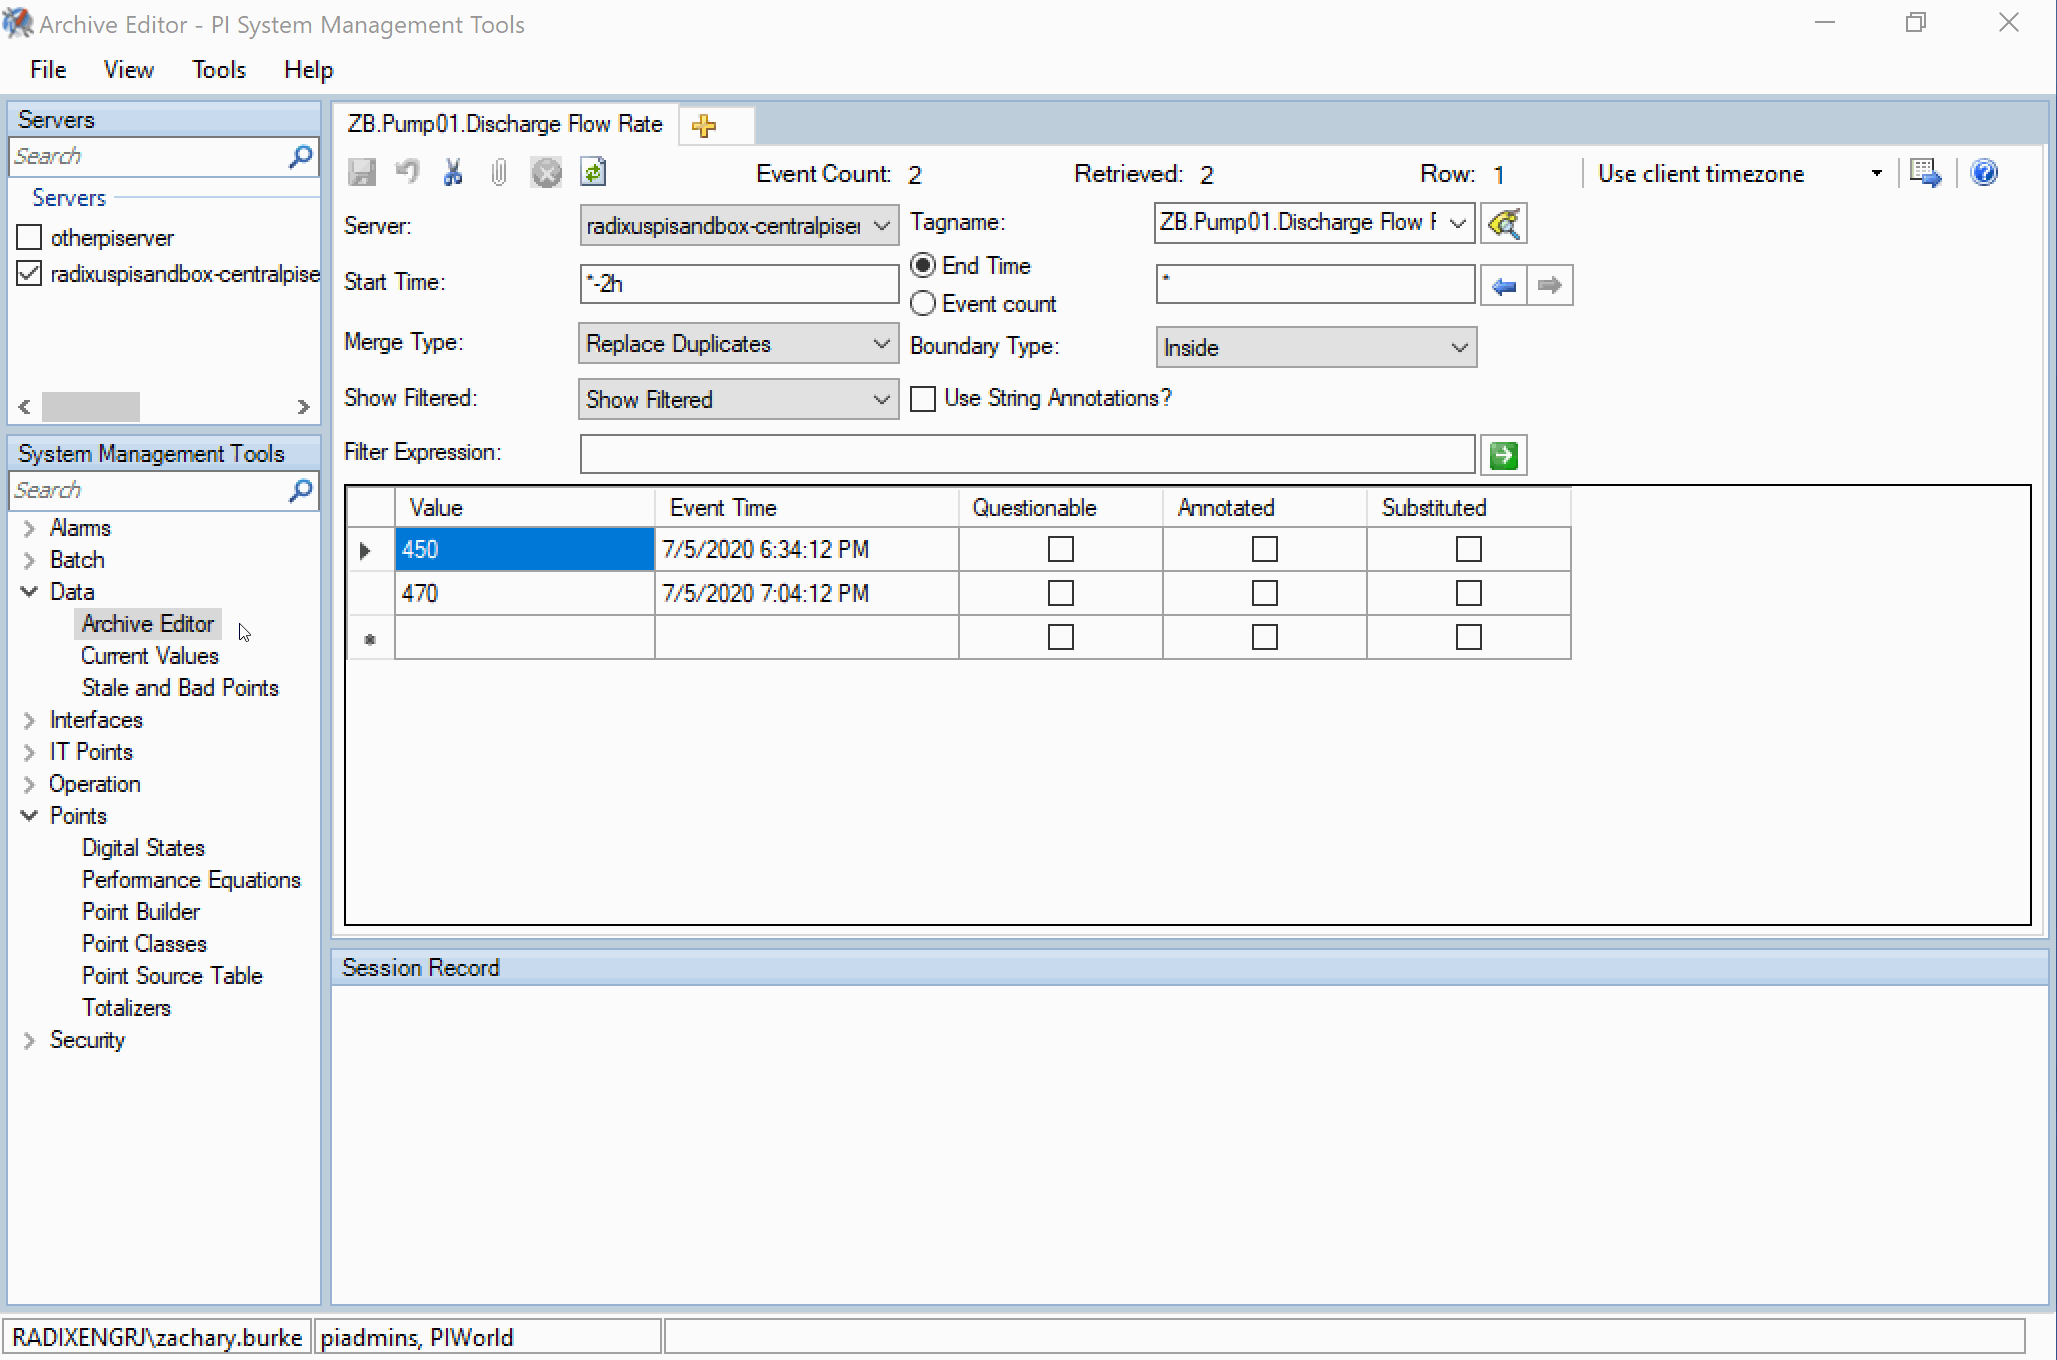 Archive Editor - PI System Management Tools
File View Tools Help
Servers
Search
Servers
otherpiserver
radixuspisandbox-centralpise
System Management Tools
Search
Alarms
Batch
Data
Archive Editor
Current Values
Stale and Bad Points
Interfaces
IT Points
Operation
Points
Digital States
Performance Equations
Point Builder
Point Classes
Point Source Table
Totalizers
Security
ZB.Pump01.Discharge Flow Rate
Event Count: 2 Retrieved: 2 Row: 1 Use client timezone
Server: radixuspisandbox-centralpiser Tagname: ZB.Pump01.Discharge Flow F
Start Time: *-2h End Time *
Event count
Merge Type: Replace Duplicates Boundary Type: Inside
Show Filtered: Show Filtered Use String Annotations?
Filter Expression:
Value Event Time Questionable Annotated Substituted
450 7/5/2020 6:34:12 PM
470 7/5/2020 7:04:12 PM
Session Record
RADIXENGRJ\zachary.burke piadmins, PIWorld